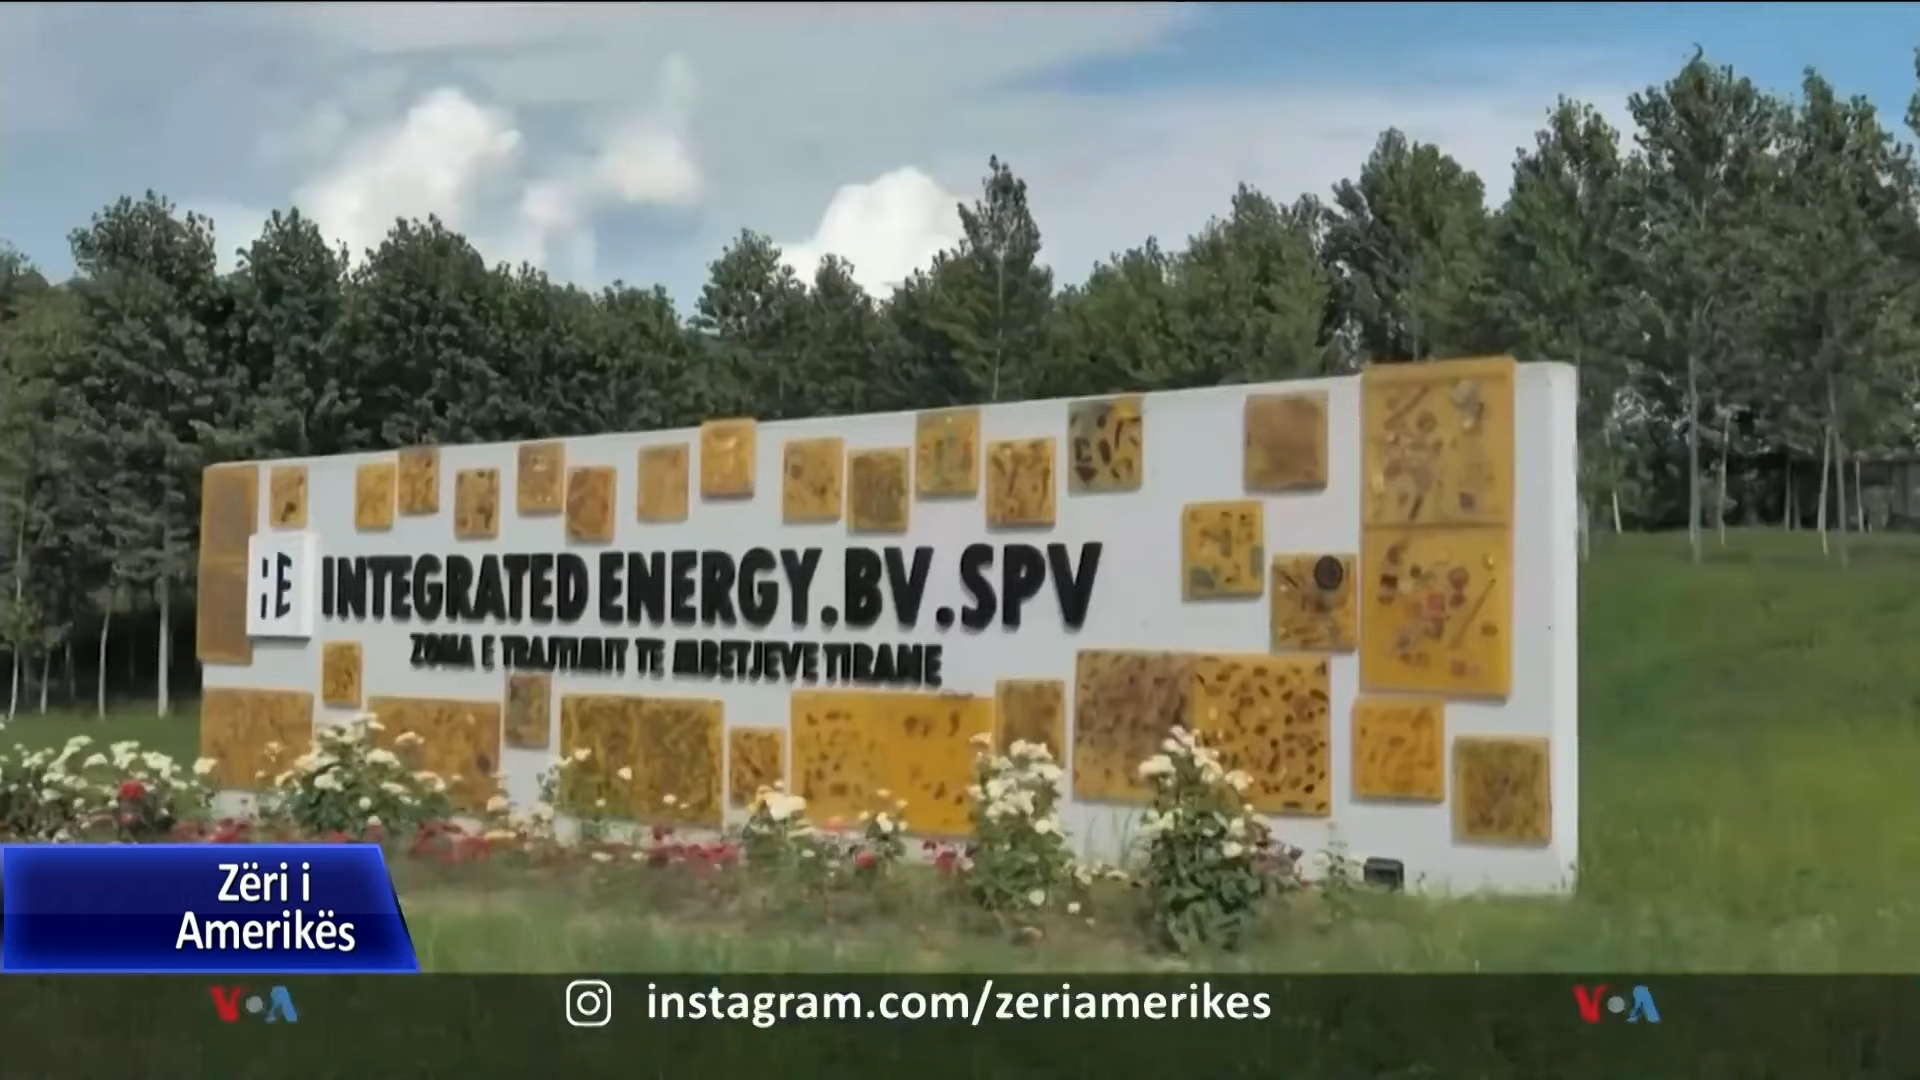 INTEGRATED ENERGY.BV.SPV
ZONA E TRAJTIMIT TE MBETJEVE TIRANE
Zëri i
Amerikës
VOA
instagram.com/zeriamerikes
VOA